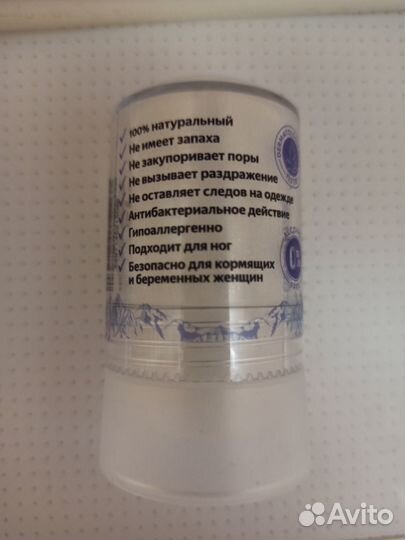 100% натуральный
Не имеет запаха
Не закупоривает поры
Не вызывает раздражение
Не оставляет следов на одежде
Антибактериальное действие
Гипоаллергенно
Подходит для ног
Безопасно для кормящих
и беременных женщин
Avito